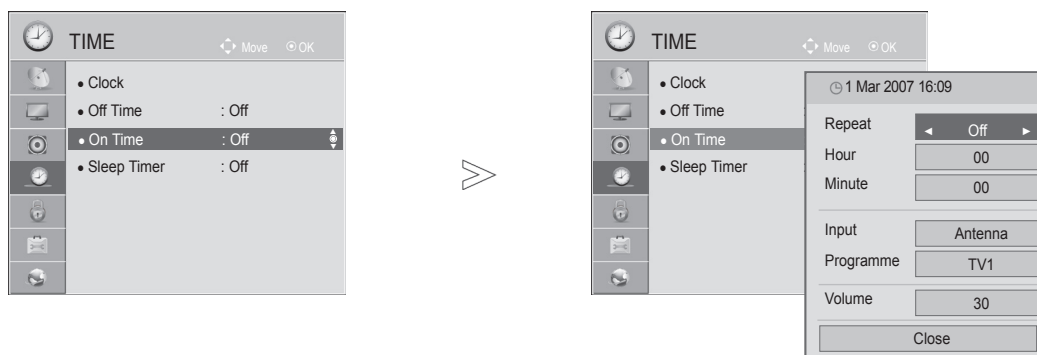 TIME Move OK
• Clock
• Off Time : Off
• On Time : Off
• Sleep Timer : Off
TIME Move OK
• Clock
• Off Time
• On Time
• Sleep Timer :
1 Mar 2007 16:09
Repeat ◄ Off ►
Hour 00
Minute 00
Input Antenna
Programme TV1
Volume 30
Close